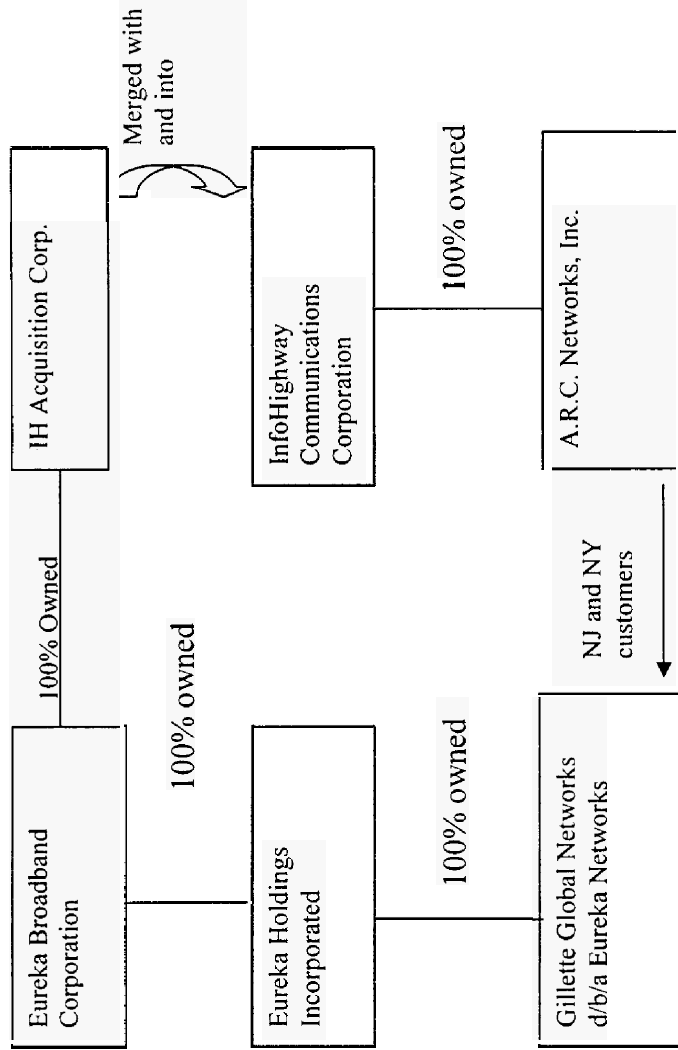 Eureka Broadband
Corporation
100% Owned
IH Acquisition Corp.
100% owned
Merged with
and into
Eureka Holdings
Incorporated
InfoHighway
Communications
Corporation
100% owned
100% owned
Gillette Global Networks
d/b/a Eureka Networks
NJ and NY
customers
A.R.C. Networks, Inc.